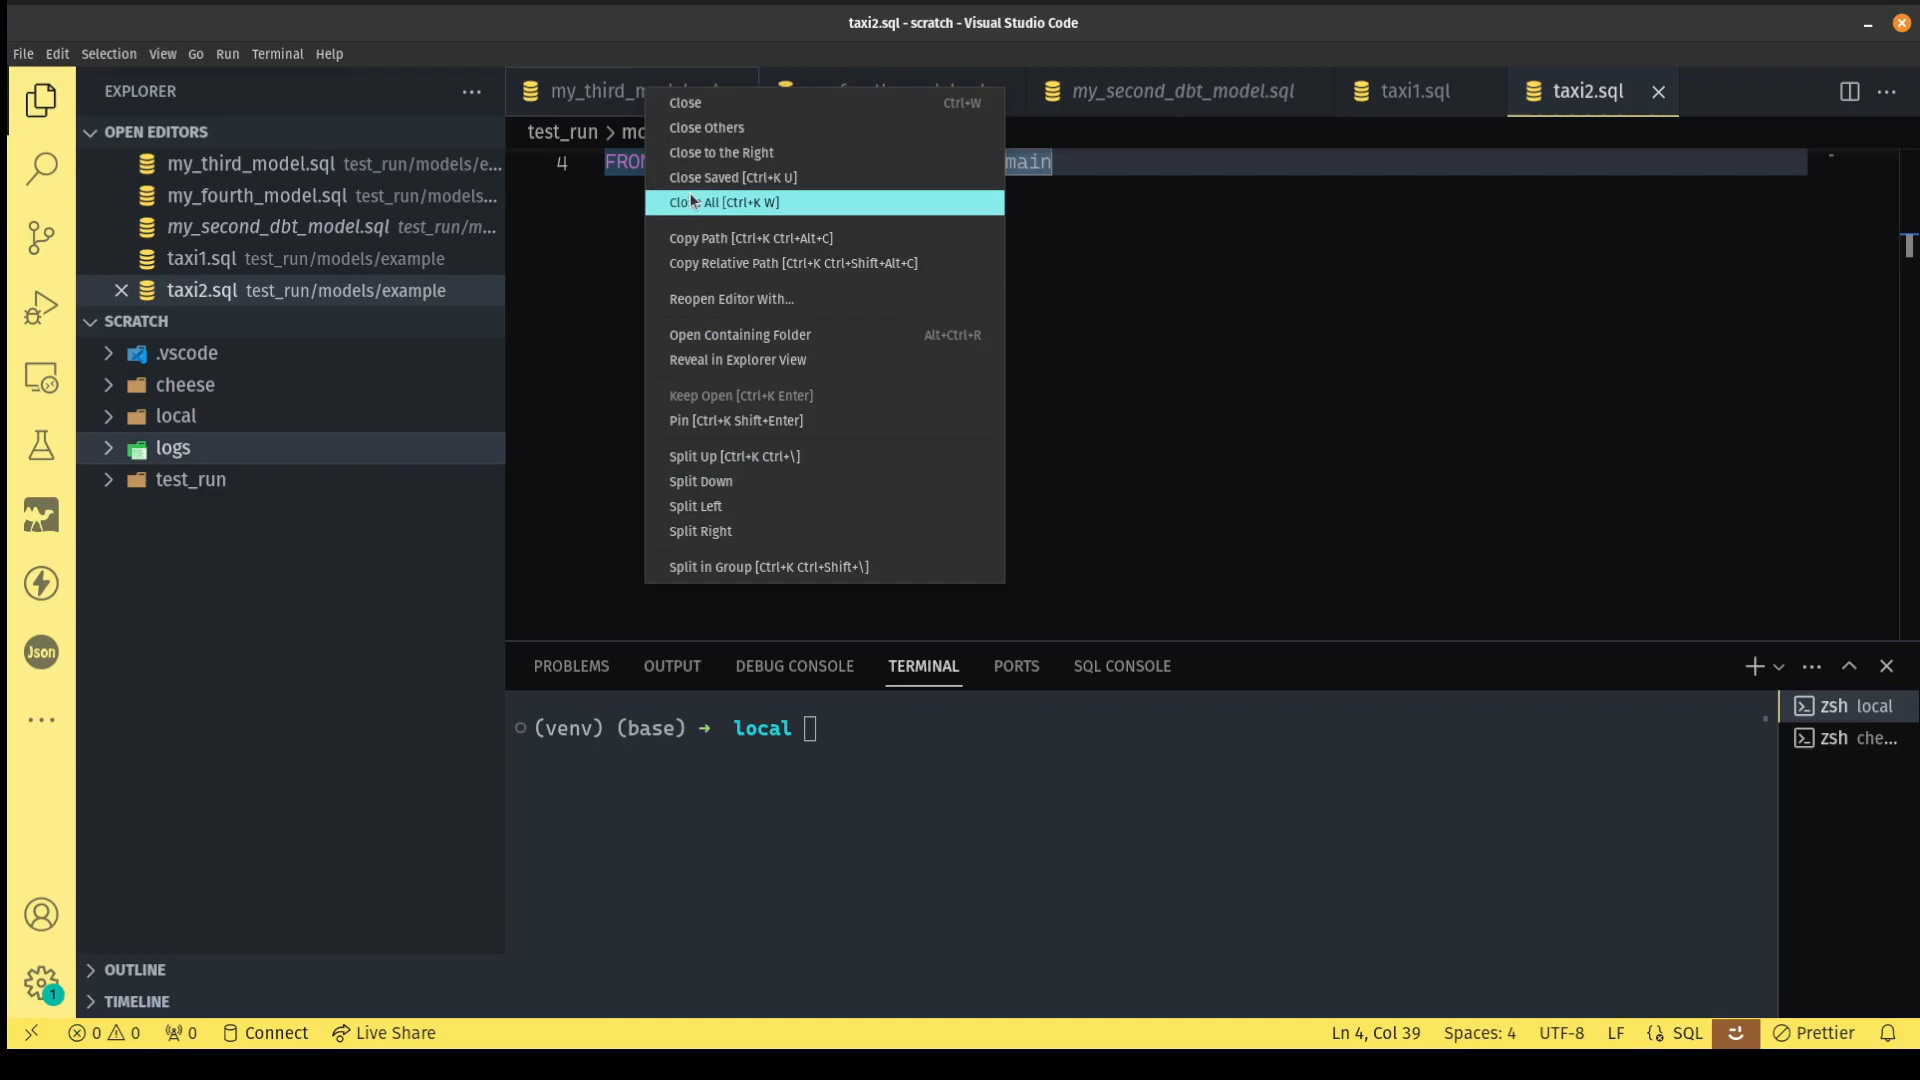 taxi2.sql - scratch - Visual Studio Code
File Edit Selection View Go Run Terminal Help
EXPLORER
my_third_m
my_second_dbt_model.sql
taxi1.sql
taxi2.sql
OPEN EDITORS
my_third_model.sql test_run/models/e...
my_fourth_model.sql test_run/models...
my_second_dbt_model.sql test_run/m...
taxi1.sql test_run/models/example
taxi2.sql test_run/models/example
SCRATCH
.vscode
cheese
local
logs
test_run
OUTLINE
TIMELINE
test_run > mo
4 FROM
main
Close Ctrl+W
Close Others
Close to the Right
Close Saved [Ctrl+K U]
Close All [Ctrl+K W]
Copy Path [Ctrl+K Ctrl+Alt+C]
Copy Relative Path [Ctrl+K Ctrl+Shift+Alt+C]
Reopen Editor With...
Open Containing Folder Alt+Ctrl+R
Reveal in Explorer View
Keep Open [Ctrl+K Enter]
Pin [Ctrl+K Shift+Enter]
Split Up [Ctrl+K Ctrl+\]
Split Down
Split Left
Split Right
Split in Group [Ctrl+K Ctrl+Shift+\]
PROBLEMS OUTPUT DEBUG CONSOLE TERMINAL PORTS SQL CONSOLE
(venv) (base) ➜ local
zsh local
zsh che...
Json
1
0 0 0 Connect Live Share
Ln 4, Col 39 Spaces: 4 UTF-8 LF SQL Prettier